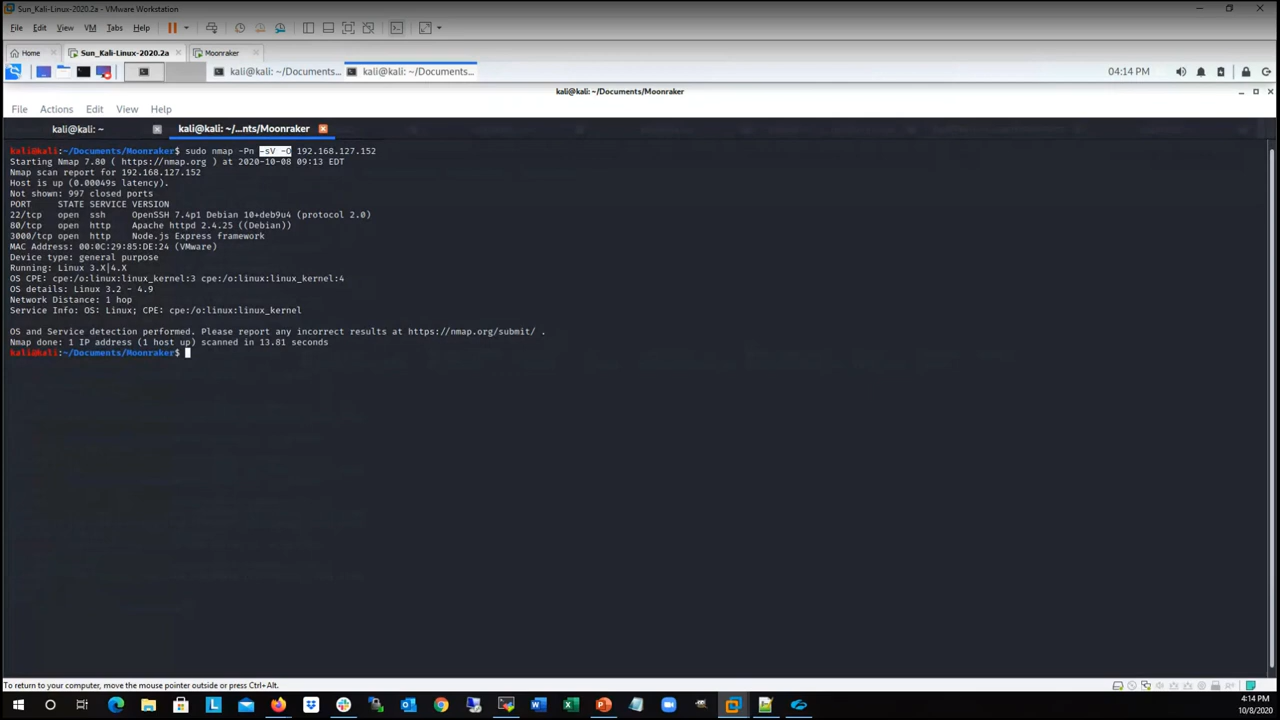 Sun_Kali-Linux-2020.2a - VMware Workstation
File Edit View VM Tabs Help
Home Sun_Kali-Linux-2020.2a Moonraker
kali@kali: ~/Documents... kali@kali: ~/Documents... 04:14 PM
kali@kali: ~/Documents/Moonraker
File Actions Edit View Help
kali@kali: ~ kali@kali: ~/...nts/Moonraker
kali@kali:~/Documents/Moonraker$ sudo nmap -Pn -sV -O 192.168.127.152
Starting Nmap 7.80 ( https://nmap.org ) at 2020-10-08 09:13 EDT
Nmap scan report for 192.168.127.152
Host is up (0.00049s latency).
Not shown: 997 closed ports
PORT STATE SERVICE VERSION
22/tcp open ssh OpenSSH 7.4p1 Debian 10+deb9u4 (protocol 2.0)
80/tcp open http Apache httpd 2.4.25 ((Debian))
3000/tcp open http Node.js Express framework
MAC Address: 00:0C:29:85:DE:24 (VMware)
Device type: general purpose
Running: Linux 3.X|4.X
OS CPE: cpe:/o:linux:linux_kernel:3 cpe:/o:linux:linux_kernel:4
OS details: Linux 3.2 - 4.9
Network Distance: 1 hop
Service Info: OS: Linux; CPE: cpe:/o:linux:linux_kernel
OS and Service detection performed. Please report any incorrect results at https://nmap.org/submit/ .
Nmap done: 1 IP address (1 host up) scanned in 13.81 seconds
kali@kali:~/Documents/Moonraker$
To return to your computer, move the mouse pointer outside or press Ctrl+Alt.
4:14 PM
10/8/2020